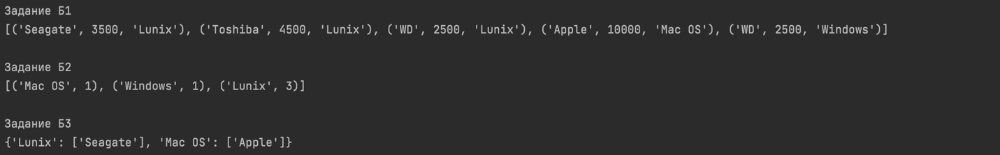 Задание Б1
[('Seagate', 3500, 'Lunix'), ('Toshiba', 4500, 'Lunix'), ('WD', 2500, 'Lunix'), ('Apple', 10000, 'Mac OS'), ('WD', 2500, 'Windows')]
Задание Б2
[('Mac OS', 1), ('Windows', 1), ('Lunix', 3)]
Задание Б3
{'Lunix': ['Seagate'], 'Mac OS': ['Apple']}